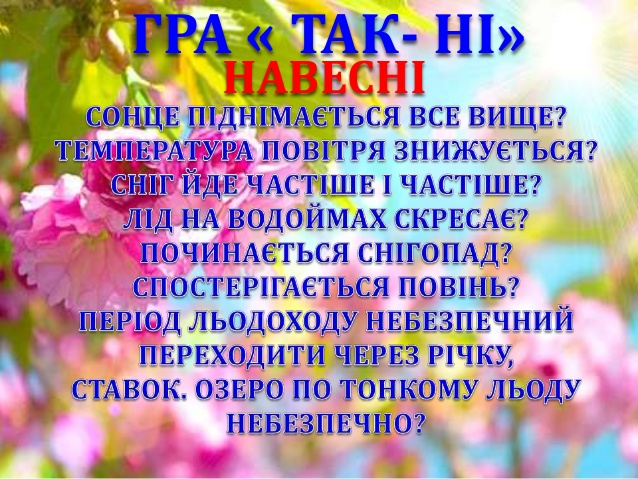 ГРА « ТАК- НІ»
НАВЕСНІ
СОНЦЕ ПІДНІМАЄТЬСЯ ВСЕ ВИЩЕ?
ТЕМПЕРАТУРА ПОВІТРЯ ЗНИЖУЄТЬСЯ?
СНІГ ЙДЕ ЧАСТІШЕ І ЧАСТІШЕ?
ЛІД НА ВОДОЙМАХ СКРЕСАЄ?
ПОЧИНАЄТЬСЯ СНІГОПАД?
СПОСТЕРІГАЄТЬСЯ ПОВІНЬ?
ПЕРІОД ЛЬОДОХОДУ НЕБЕЗПЕЧНИЙ
ПЕРЕХОДИТИ ЧЕРЕЗ РІЧКУ,
СТАВОК. ОЗЕРО ПО ТОНКОМУ ЛЬОДУ
НЕБЕЗПЕЧНО?